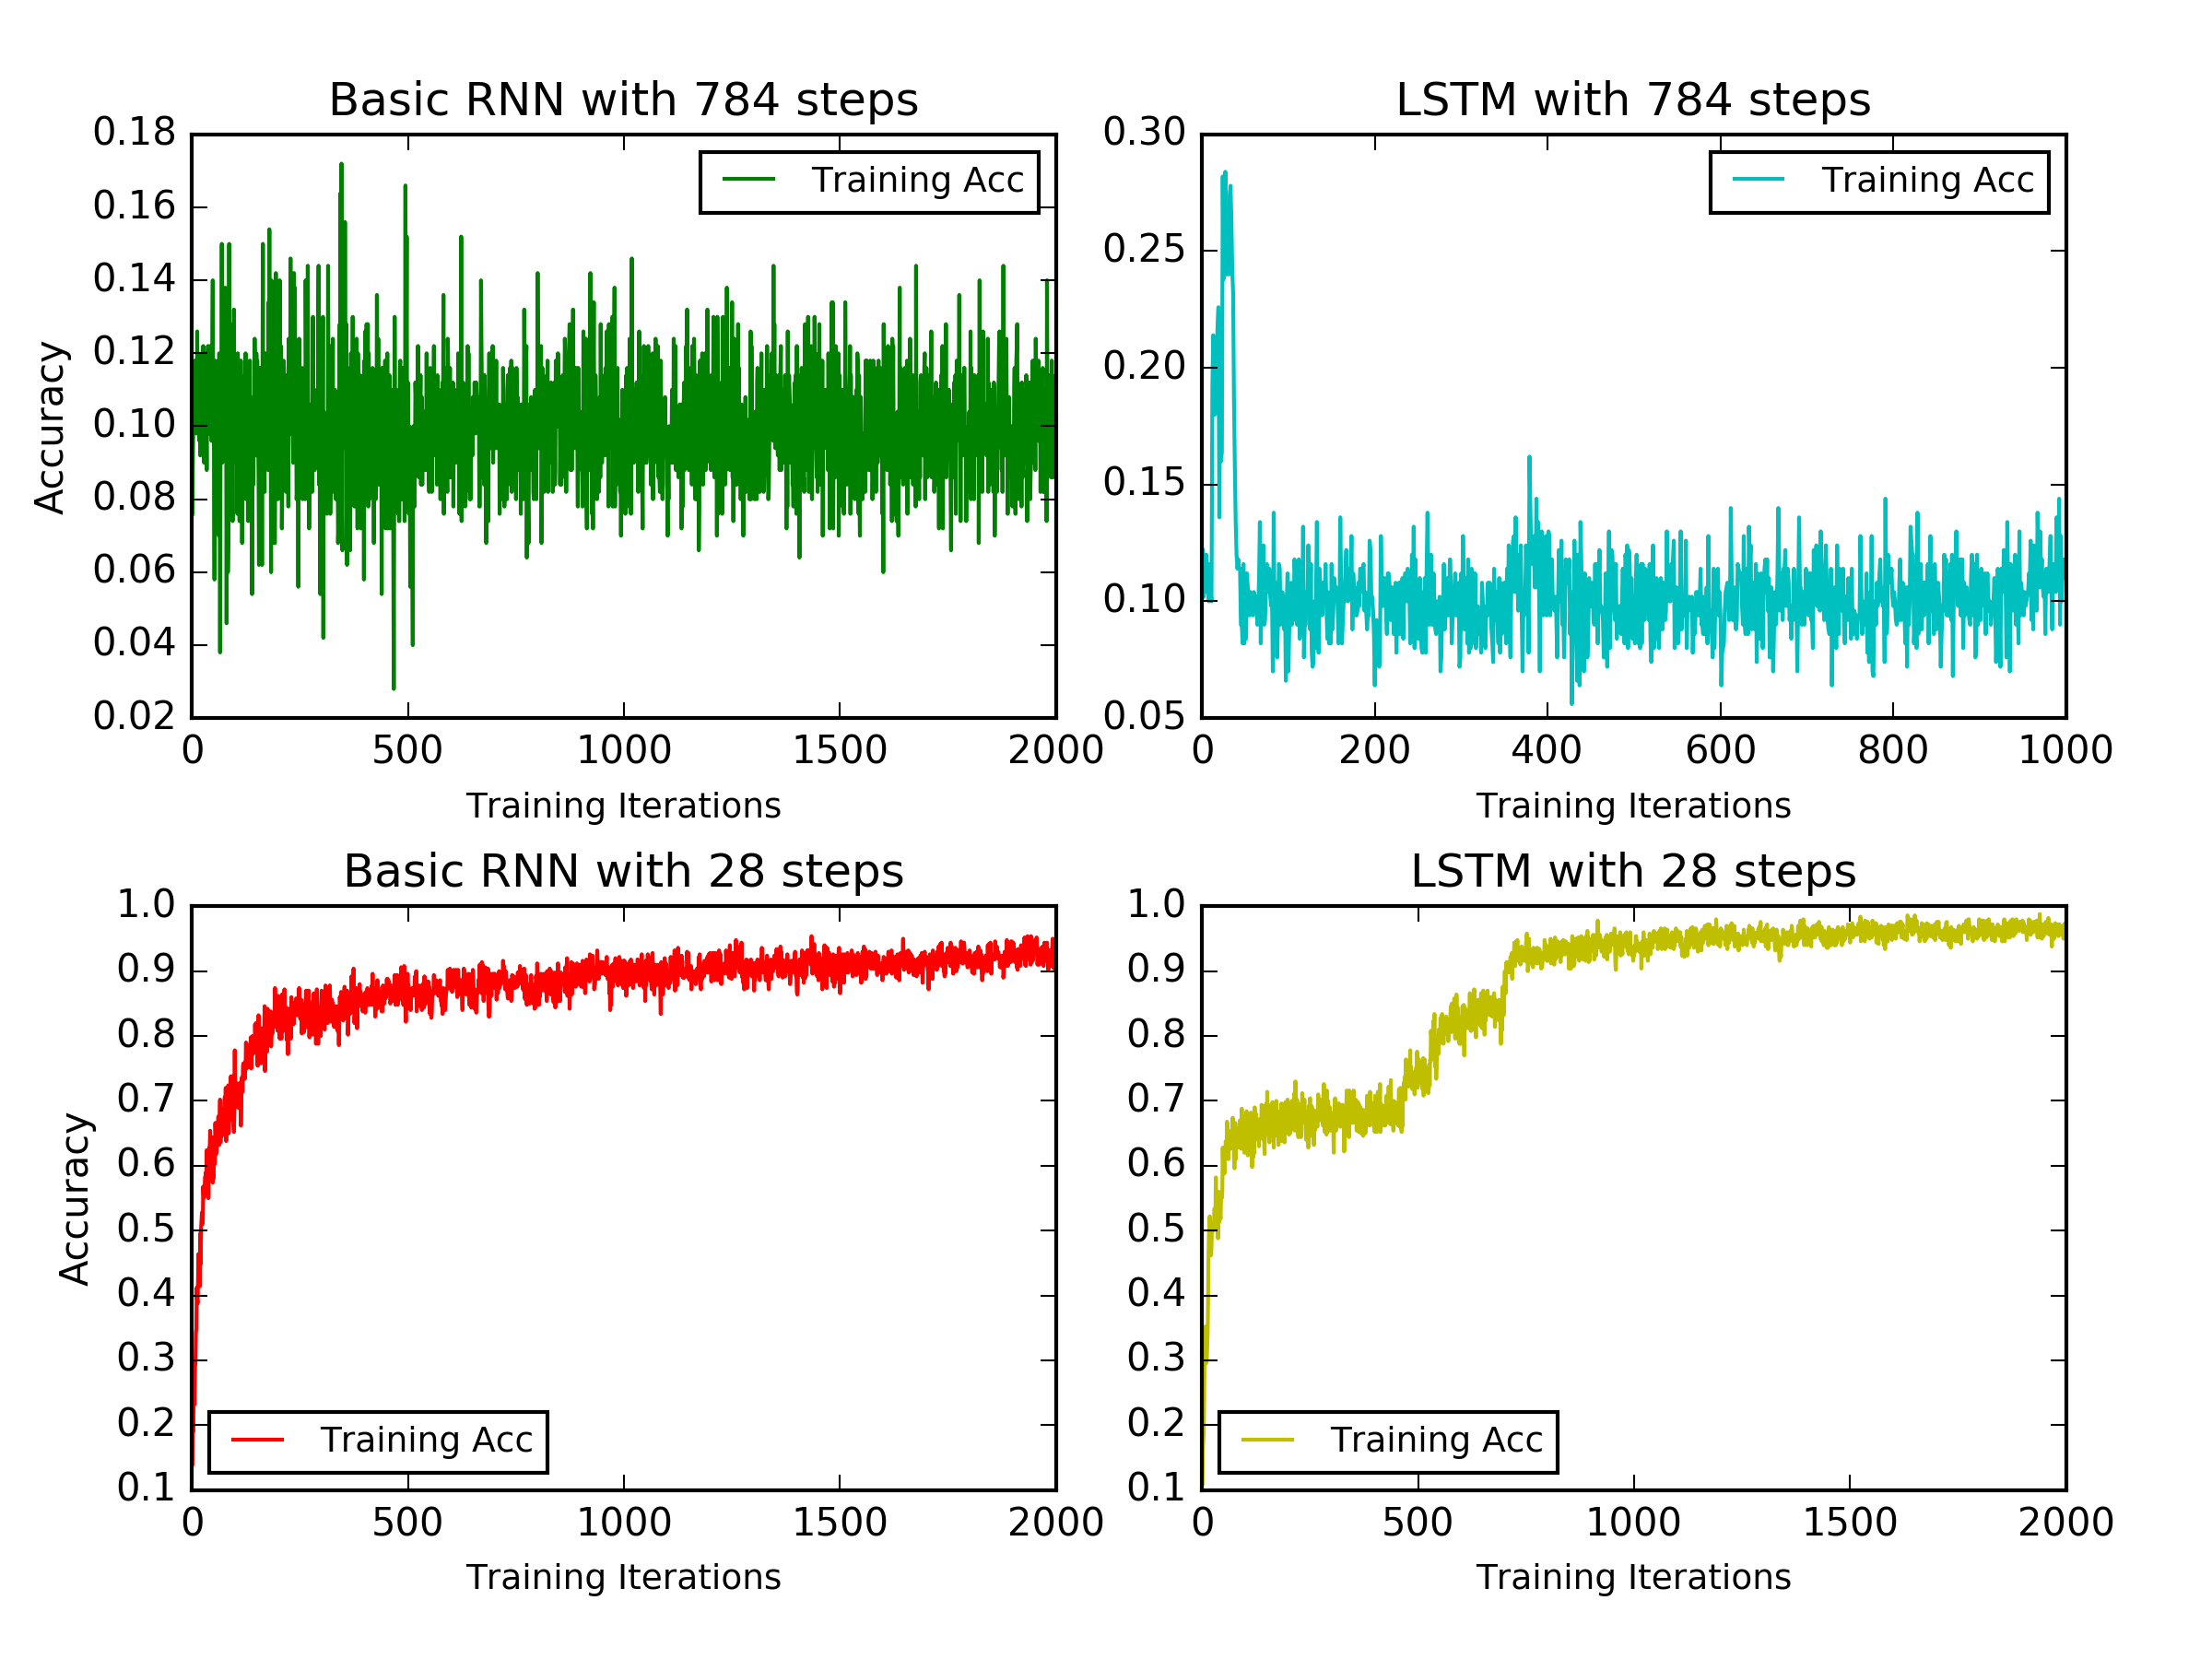 Basic RNN with 784 steps
0.18
0.16
0.14
0.12
0.10
0.08
0.06
0.04
0.02
Accuracy
Training Acc
0 500 1000 1500 2000
Training Iterations
LSTM with 784 steps
0.30
0.25
0.20
0.15
0.10
0.05
Training Acc
0 200 400 600 800 1000
Training Iterations
Basic RNN with 28 steps
1.0
0.9
0.8
0.7
0.6
0.5
0.4
0.3
0.2
0.1
Accuracy
Training Acc
0 500 1000 1500 2000
Training Iterations
LSTM with 28 steps
1.0
0.9
0.8
0.7
0.6
0.5
0.4
0.3
0.2
0.1
Training Acc
0 500 1000 1500 2000
Training Iterations